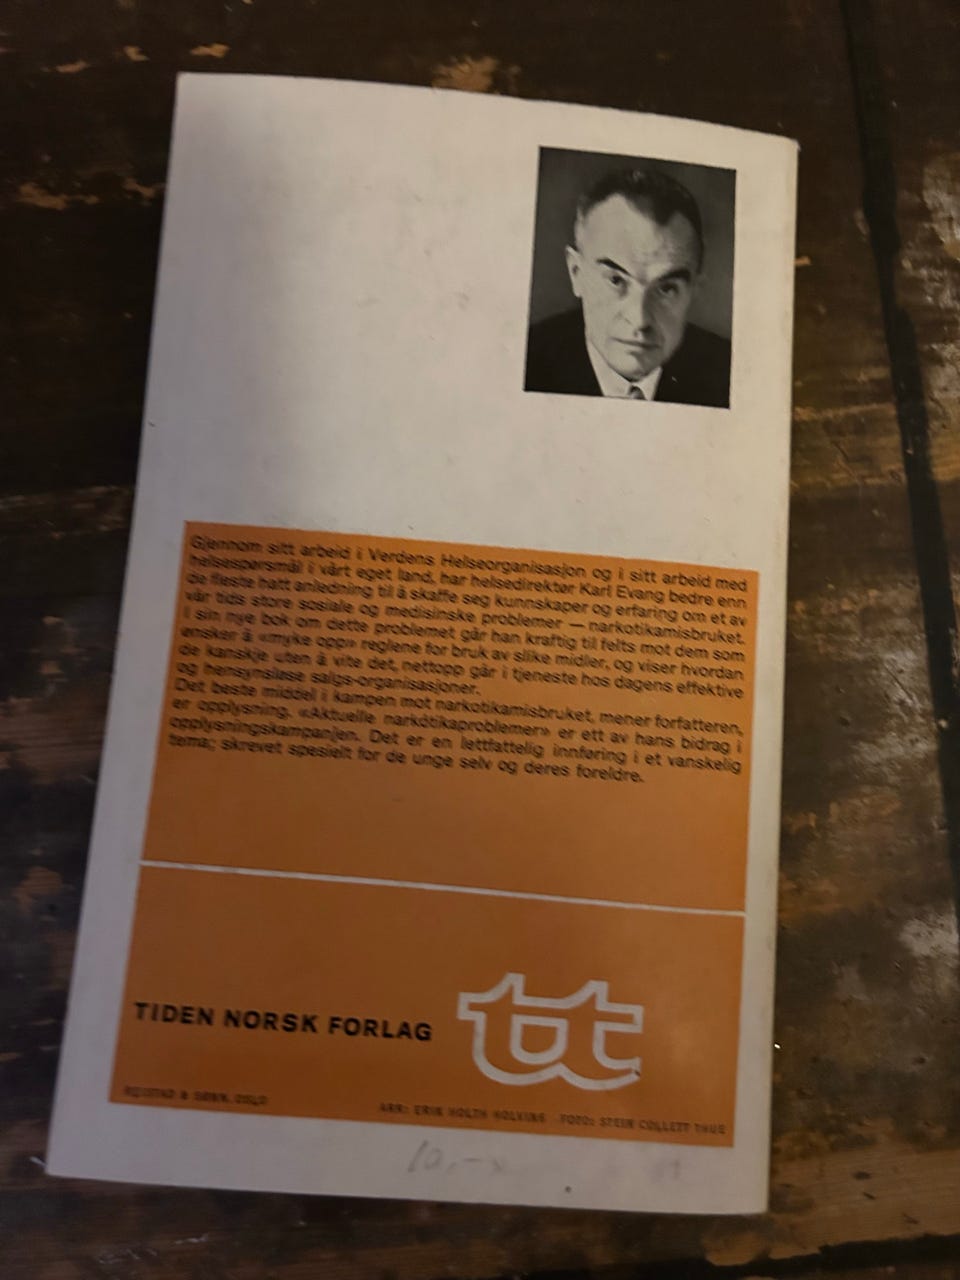 Gjennom sitt arbeid i Verdens Helseorganisasjon og i sitt arbeid med
helsespørsmål i vårt eget land, har helsedirektør Karl Evang bedre enn
de fleste hatt anledning til å skaffe seg kunnskaper og erfaring om et av
vår tids store sosiale og medisinske problemer — narkotikamisbruket.
I sin nye bok om dette problemet går han kraftig til felts mot dem som
ønsker å «myke opp» reglene for bruk av slike midler, og viser hvordan
de kanskje uten å vite det, nettopp går i tjeneste hos dagens effektive
og hensynsløse salgs-organisasjoner.
Det beste middel i kampen mot narkotikamisbruket, mener forfatteren,
er opplysning. «Aktuelle narkotikaproblemer» er ett av hans bidrag i
opplysningskampanjen. Det er en lettfattelig innføring i et vanskelig
tema; skrevet spesielt for de unge selv og deres foreldre.
TIDEN NORSK FORLAG
tt
& SØNN, OSLO
ARR: ERIK HOLTH HOLVING FOTO: STEIN COLLETT THUE
10,-